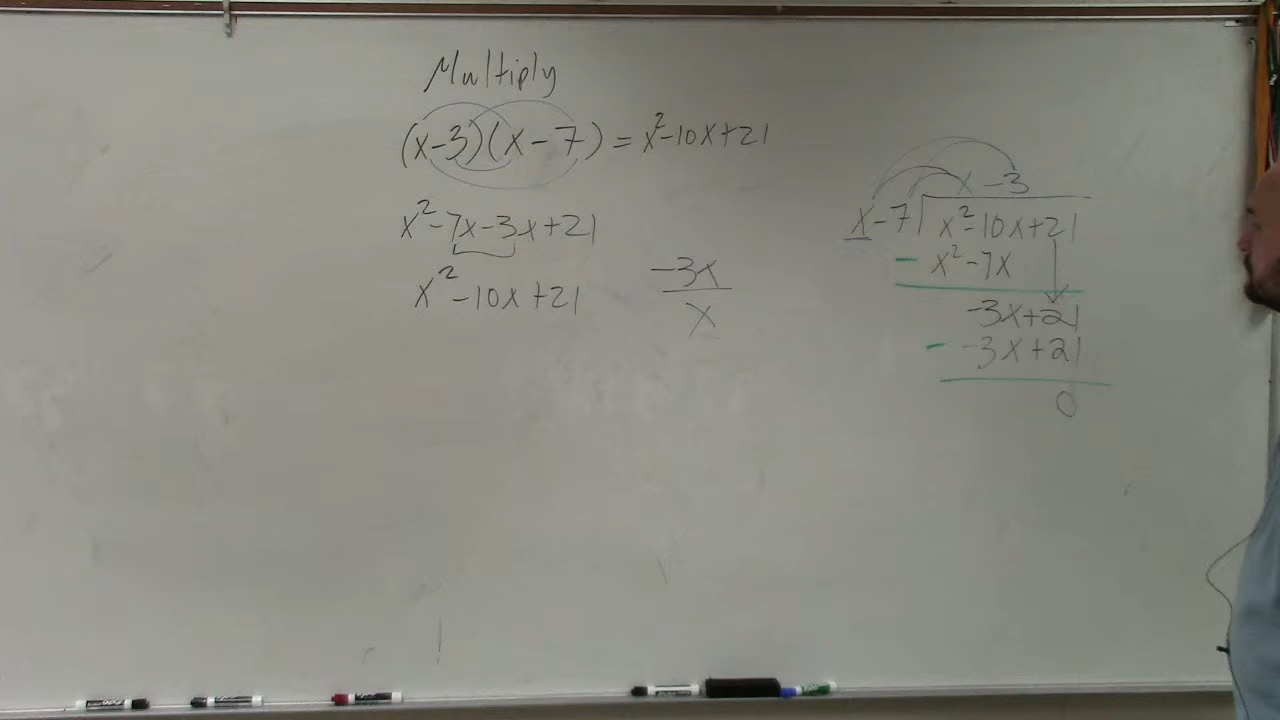 Multiply
(x-3)(x-7) = x²-10x+21
x²-7x-3x+21
x²-10x+21
-3x
x
x-3
x-7 x²-10x+21
- x²-7x
-3x+21
- -3x+21
0